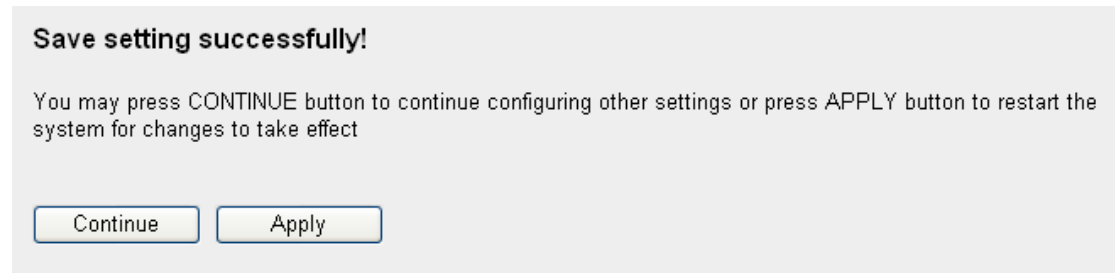 Save setting successfully!
You may press CONTINUE button to continue configuring other settings or press APPLY button to restart the
system for changes to take effect
Continue
Apply